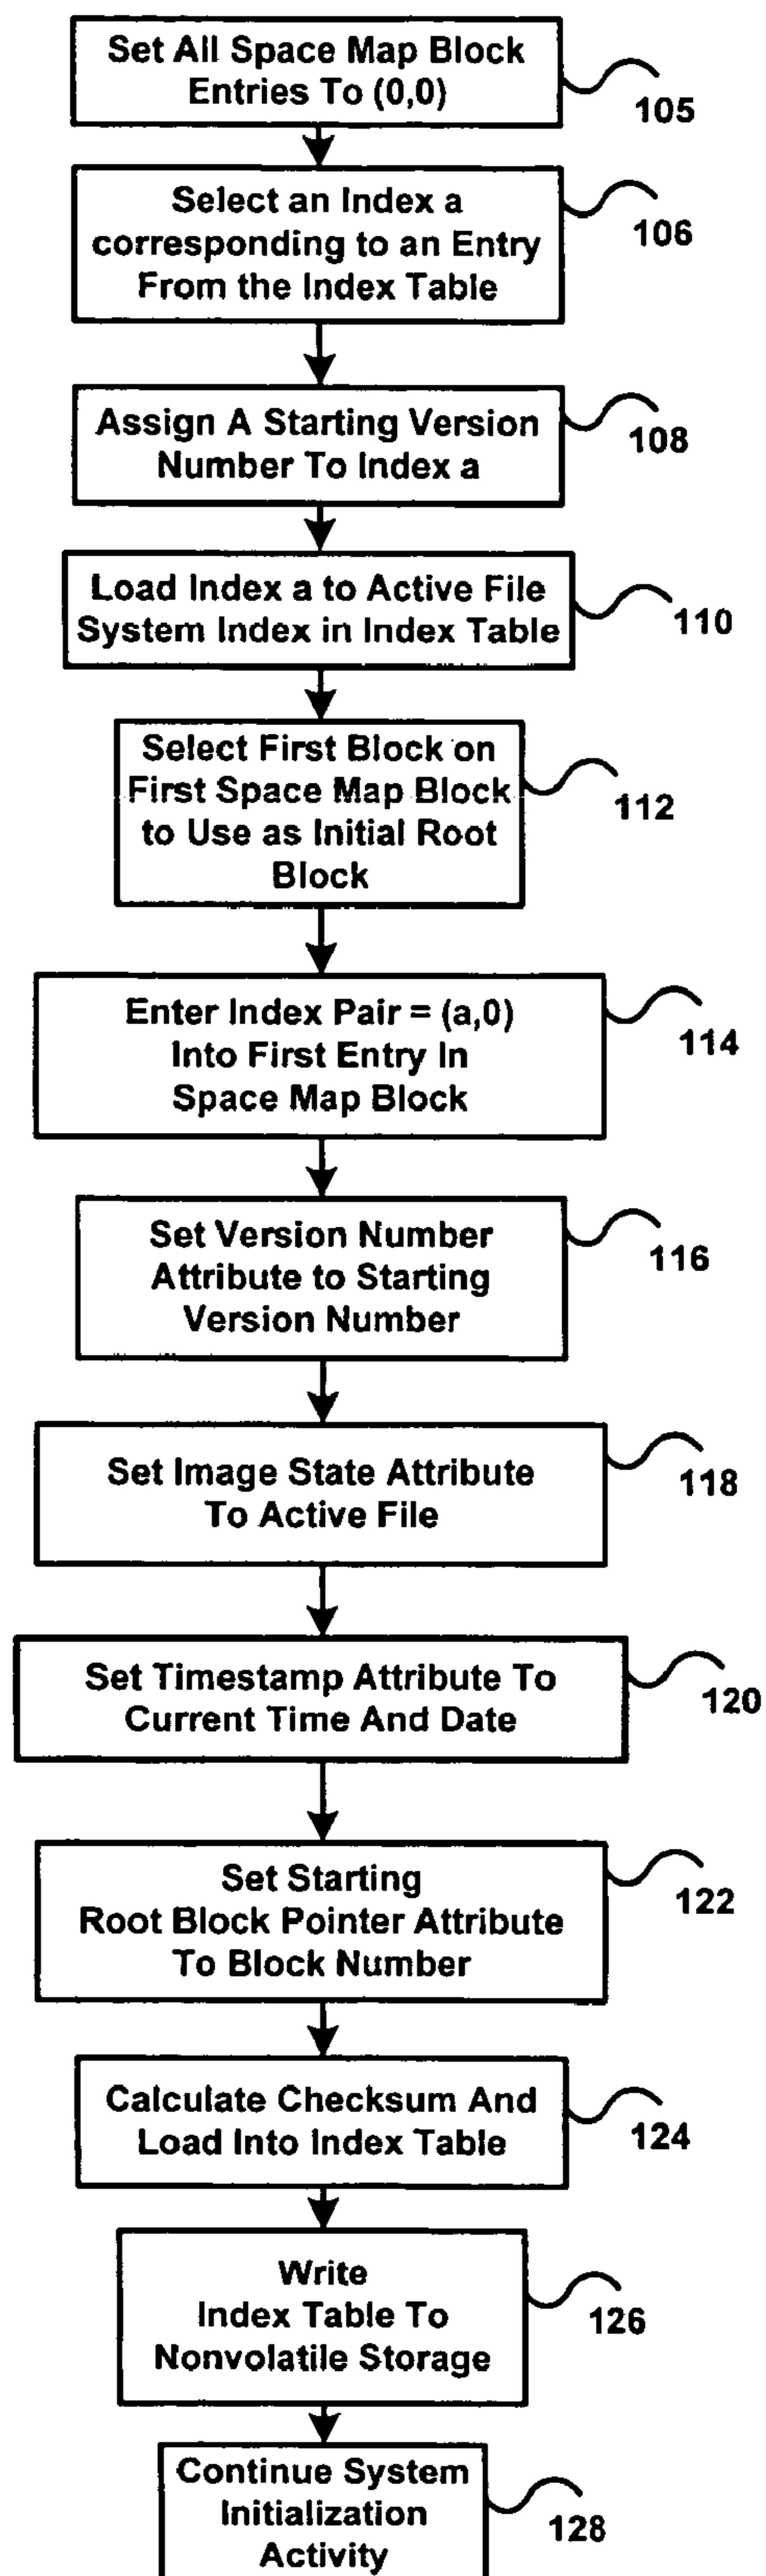 Set All Space Map Block
Entries To (0,0)
105
Select an Index a
corresponding to an Entry
From the Index Table
106
Assign A Starting Version
Number To Index a
108
Load Index a to Active File
System Index in Index Table
110
Select First Block on
First Space Map Block
to Use as Initial Root
Block
112
Enter Index Pair = (a,0)
Into First Entry In
Space Map Block
114
Set Version Number
Attribute to Starting
Version Number
116
Set Image State Attribute
To Active File
118
Set Timestamp Attribute To
Current Time And Date
120
Set Starting
Root Block Pointer Attribute
To Block Number
122
Calculate Checksum And
Load Into Index Table
124
Write
Index Table To
Nonvolatile Storage
126
Continue System
Initialization
Activity
128